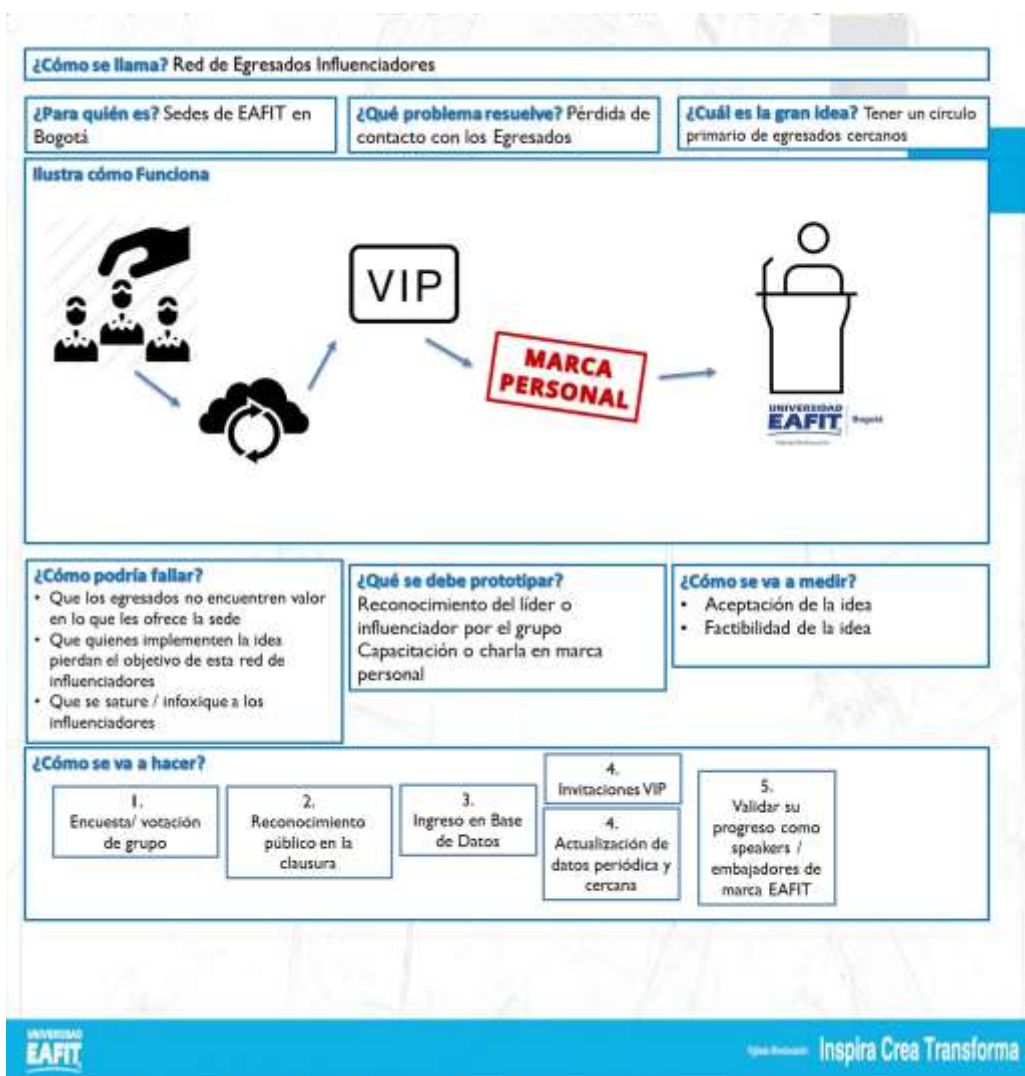 ¿Cómo se llama? Red de Egresados Influenciadores
¿Para quién es? Sedes de EAFIT en
Bogotá
¿Qué problema resuelve? Pérdida de
contacto con los Egresados
¿Cuál es la gran idea? Tener un círculo
primario de egresados cercanos
Ilustra cómo Funciona
VIP
MARCA
PERSONAL
UNIVERSIDAD
EAFIT
Bogotá
¿Cómo podría fallar?
• Que los egresados no encuentren valor
en lo que les ofrece la sede
• Que quienes implementen la idea
pierdan el objetivo de esta red de
influenciadores
• Que se sature / infoxique a los
influenciadores
¿Qué se debe prototipar?
Reconocimiento del líder o
influenciador por el grupo
Capacitación o charla en marca
personal
¿Cómo se va a medir?
• Aceptación de la idea
• Factibilidad de la idea
¿Cómo se va a hacer?
1.
Encuesta/ votación
de grupo
2.
Reconocimiento
público en la
clausura
3.
Ingreso en Base
de Datos
4.
Invitaciones VIP
4.
Actualización de
datos periódica y
cercana
5.
Validar su
progreso como
speakers /
embajadores de
marca EAFIT
UNIVERSIDAD
EAFIT
Inspira Crea Transforma